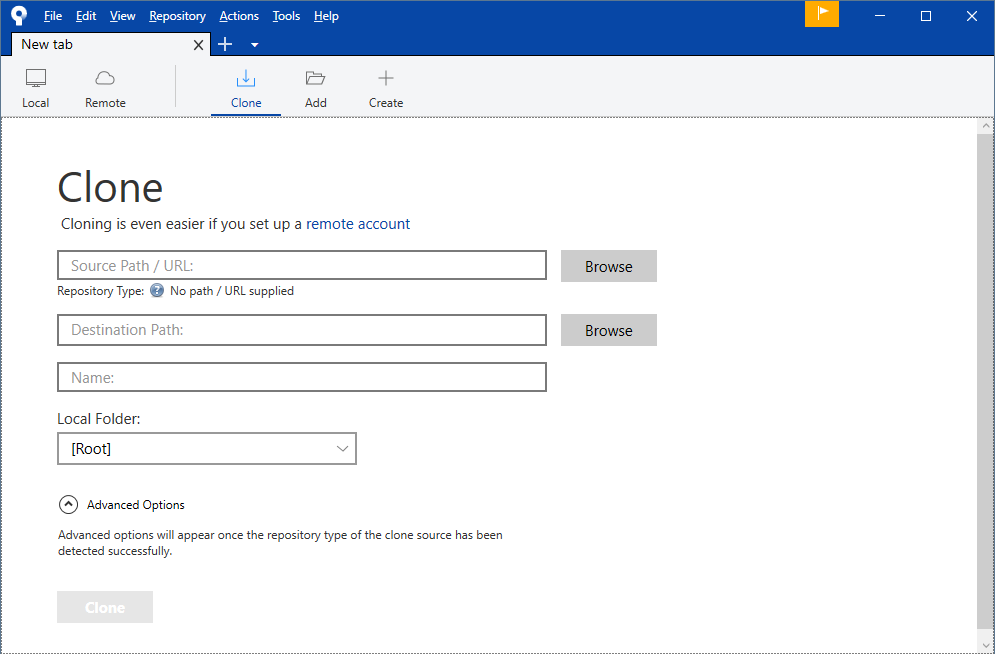 File Edit View Repository Actions Tools Help
New tab
Local Remote Clone Add Create
Clone
Cloning is even easier if you set up a remote account
Source Path / URL:
Browse
Repository Type: ? No path / URL supplied
Destination Path:
Browse
Name:
Local Folder:
[Root]
Advanced Options
Advanced options will appear once the repository type of the clone source has been
detected successfully.
Clone